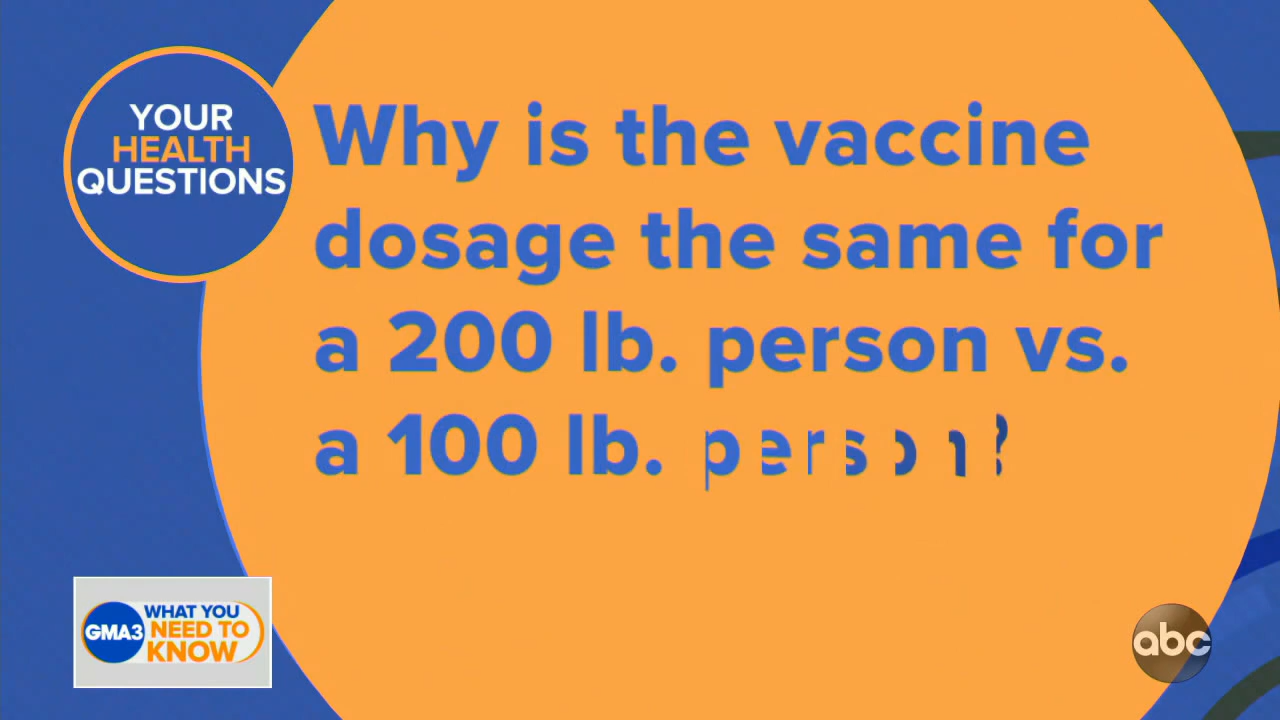 YOUR
HEALTH
QUESTIONS
Why is the vaccine
dosage the same for
a 200 lb. person vs.
a 100 lb. person?
GMA3
WHAT YOU
NEED TO
KNOW
abc